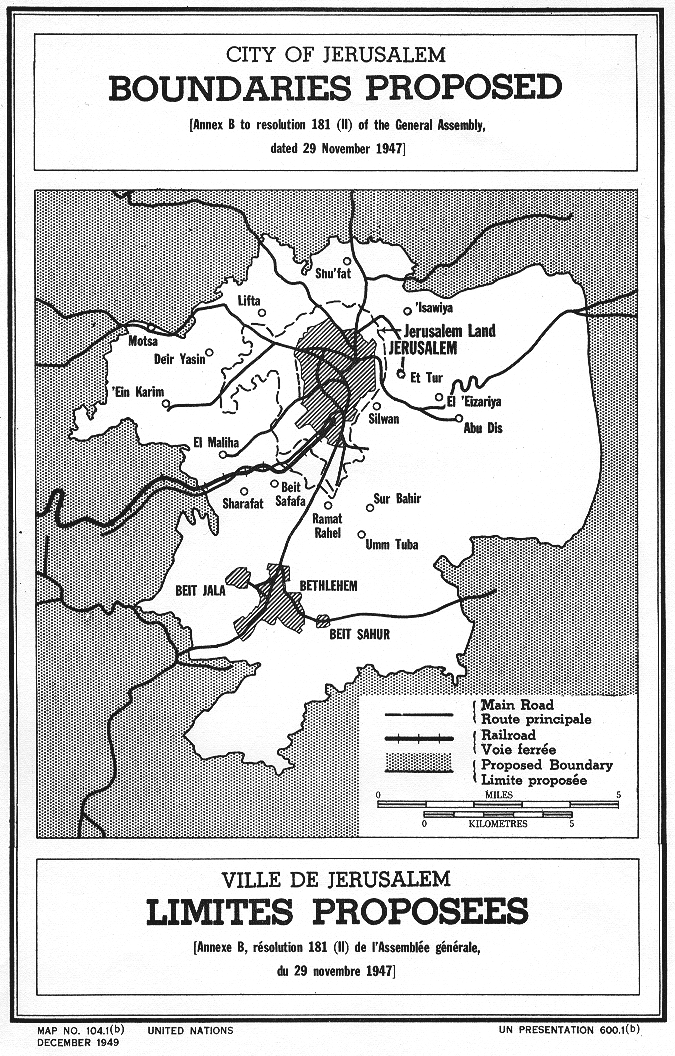 CITY OF JERUSALEM
BOUNDARIES PROPOSED
[Annex B to resolution 181 (II) of the General Assembly,
dated 29 November 1947]
Shu'fat
Lifta
'Isawiya
Jerusalem Land
JERUSALEM
Motsa
Deir Yasin
Et Tur
'Ein Karim
El 'Eizariya
Silwan
Abu Dis
El Maliha
Sharafat
Beit
Safafa
Sur Bahir
Ramat
Rahel
Umm Tuba
BEIT JALA
BETHLEHEM
BEIT SAHUR
Main Road
Route principale
Railroad
Voie ferrée
Proposed Boundary
Limite proposée
0 MILES 5
0 KILOMETRES 5
VILLE DE JERUSALEM
LIMITES PROPOSEES
[Annexe B, résolution 181 (II) de l'Assemblée générale,
du 29 novembre 1947]
MAP NO. 104.1(b) UNITED NATIONS UN PRESENTATION 600.1(b)
DECEMBER 1949